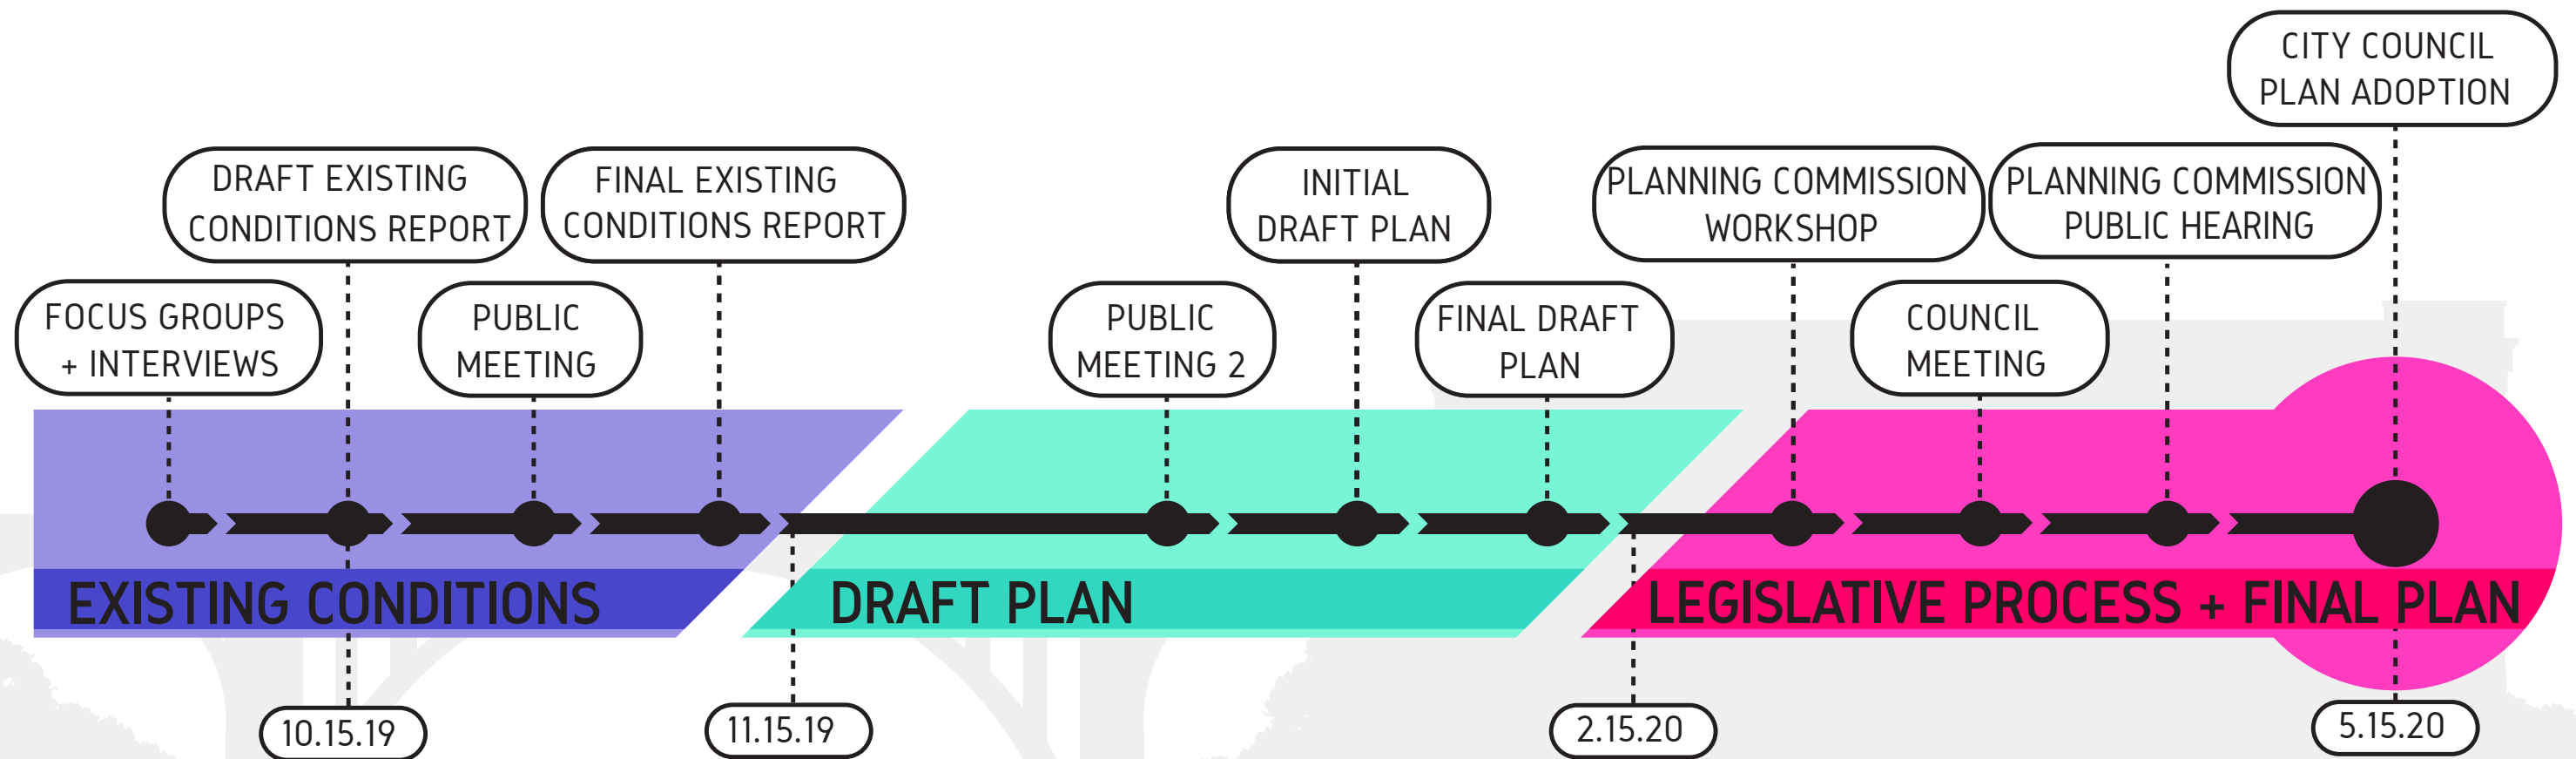 CITY COUNCIL
PLAN ADOPTION
DRAFT EXISTING
CONDITIONS REPORT
FINAL EXISTING
CONDITIONS REPORT
INITIAL
DRAFT PLAN
PLANNING COMMISSION
WORKSHOP
PLANNING COMMISSION
PUBLIC HEARING
FOCUS GROUPS
+ INTERVIEWS
PUBLIC
MEETING
PUBLIC
MEETING 2
FINAL DRAFT
PLAN
COUNCIL
MEETING
EXISTING CONDITIONS
DRAFT PLAN
LEGISLATIVE PROCESS + FINAL PLAN
10.15.19
11.15.19
2.15.20
5.15.20